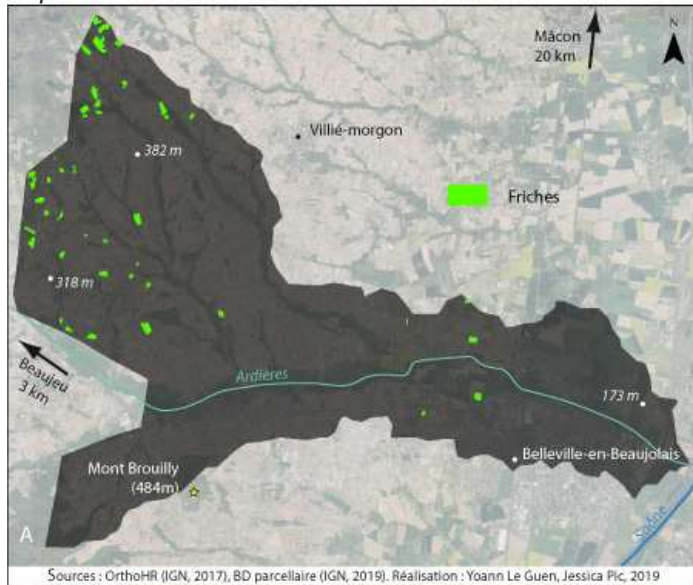 Mâcon
20 km
N
Villié-morgon
382 m
Friches
318 m
Beaujeu
3 km
Ardières
173 m
Mont Brouilly
(484m)
Belleville-en-Beaujolais
Saône
A
Sources : OrthoHR (IGN, 2017), BD parcellaire (IGN, 2019). Réalisation : Yoann Le Guen, Jessica Pic, 2019